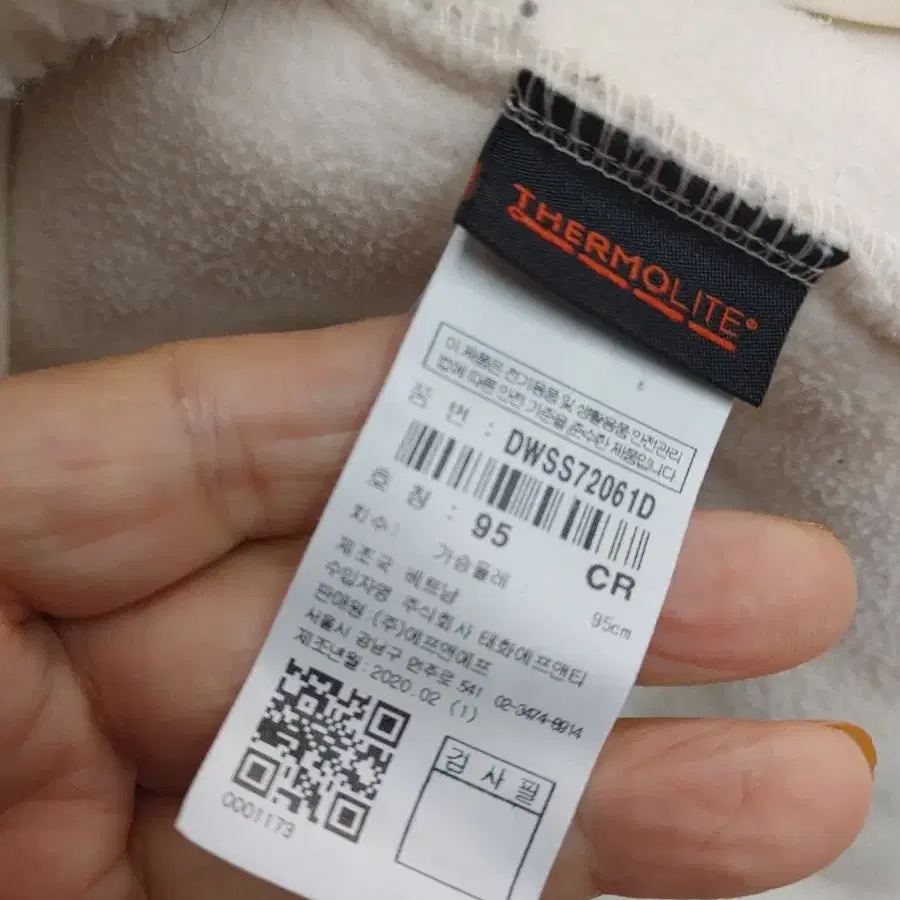 THERMOLITE®
이 제품은 전기용품 및 생활용품 안전관리
법에 따른 안전 기준을 준수한 제품입니다.
품 번 : DWSS72061D
호 칭 : 95 CR
치수: 가슴둘레 : 95cm
제조국 베트남
수입자명 주식회사 태화에프앤티
판매원 (주)에프앤에프
서울시 강남구 언주로 541 02-3474-8914
제조년월 : 2020.02 (1)
0001173
검 사 필